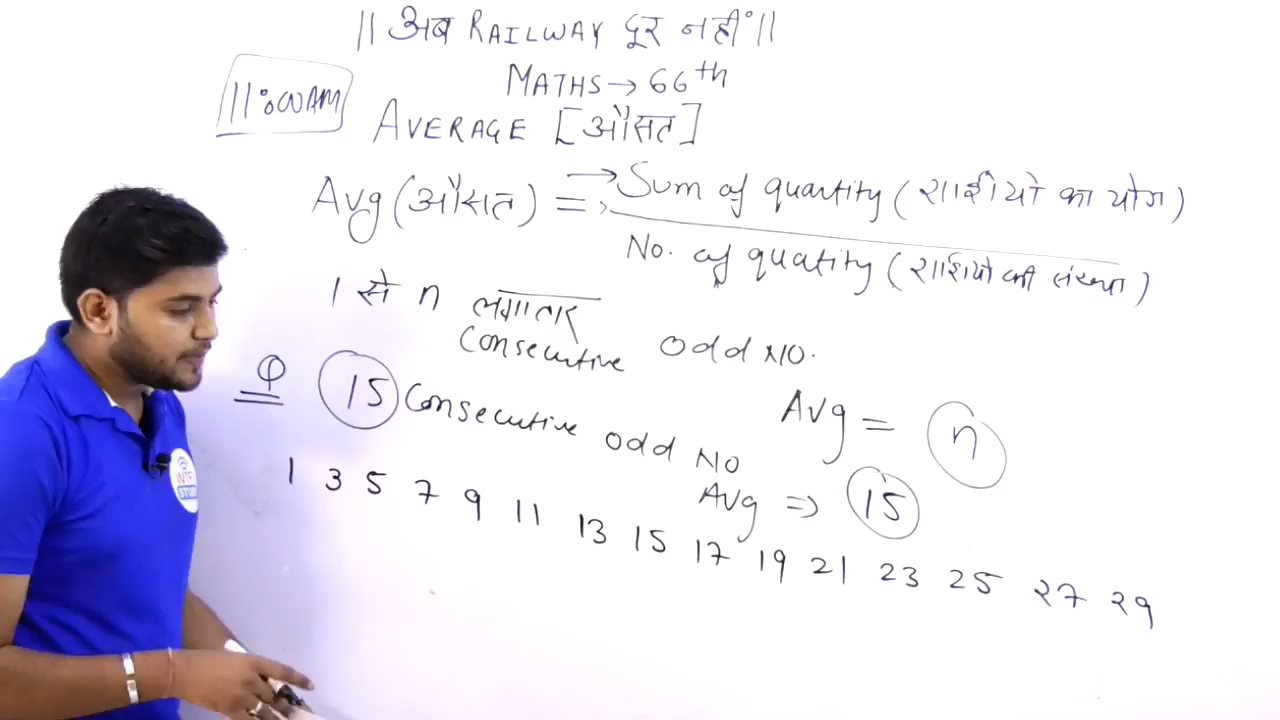 || अब RAILWAY दूर नहीं ||
MATHS → 66th
11:00AM
AVERAGE [औसत]
Avg (औसत) = → Sum of quantity (राशीयो का योग)
No. of quatity (राशियो की संख्या)
1 से n लगातार
Consecutive odd no.
Avg = n
Q 15 Consecutive odd No
Avg ⇒ 15
1 3 5 7 9 11 13 15 17 19 21 23 25 27 29